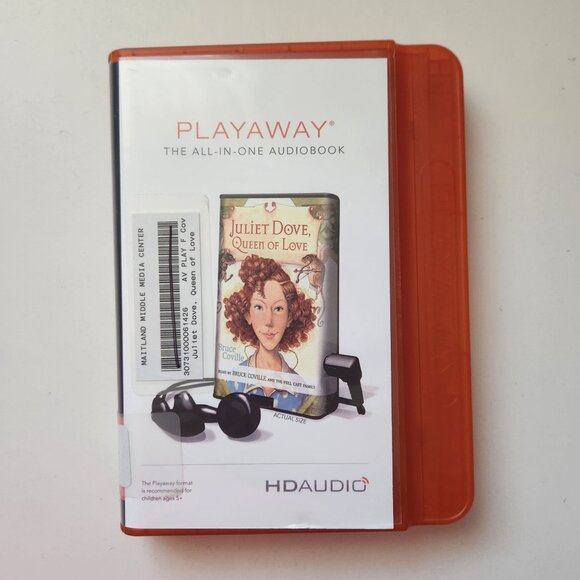 PLAYAWAY®
THE ALL-IN-ONE AUDIOBOOK
MAITLAND MIDDLE MEDIA CENTER
30731000061426 AV PLAY F Cov
Juliet Dove, Queen of Love
JULIET DOVE,
QUEEN OF LOVE
Bruce
Coville
READ BY BRUCE COVILLE AND THE FULL CAST FAMILY
ACTUAL SIZE
The Playaway format
is recommended for
children ages 5+
HDAUDIO